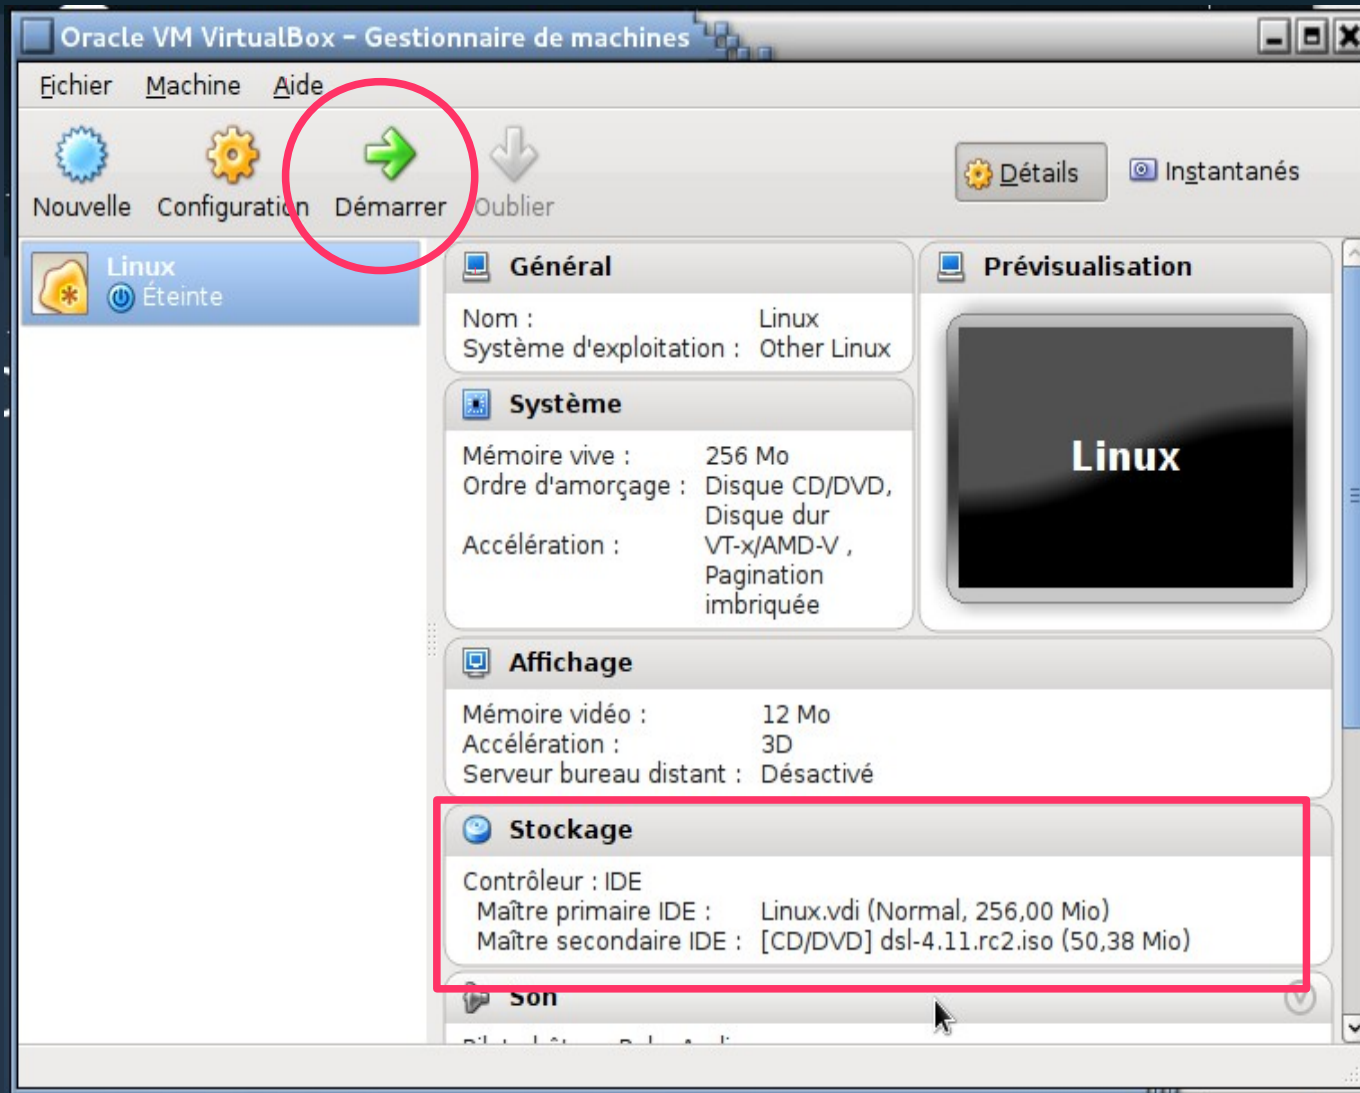 Oracle VM VirtualBox – Gestionnaire de machines
Fichier Machine Aide
Nouvelle Configuration Démarrer Oublier Détails Instantanés
Linux
Éteinte
Général
Nom : Linux
Système d'exploitation : Other Linux
Prévisualisation
Linux
Système
Mémoire vive : 256 Mo
Ordre d'amorçage : Disque CD/DVD,
Disque dur
Accélération : VT-x/AMD-V ,
Pagination
imbriquée
Affichage
Mémoire vidéo : 12 Mo
Accélération : 3D
Serveur bureau distant : Désactivé
Stockage
Contrôleur : IDE
Maître primaire IDE : Linux.vdi (Normal, 256,00 Mio)
Maître secondaire IDE : [CD/DVD] dsl-4.11.rc2.iso (50,38 Mio)
Son